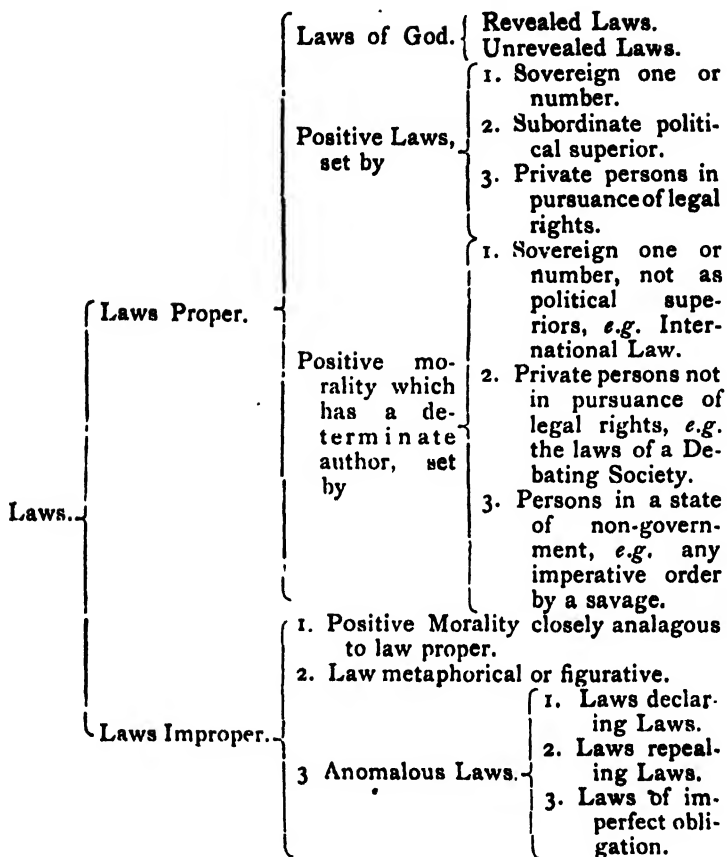 Laws.
Laws Proper.
Laws of God.
Revealed Laws.
Unrevealed Laws.
Positive Laws,
set by
1. Sovereign one or
number.
2. Subordinate politi-
cal superior.
3. Private persons in
pursuance of legal
rights.
Positive mo-
rality which
has a de-
terminate
author, set
by
1. Sovereign one or
number, not as
political supe-
riors, e.g. Inter-
national Law.
2. Private persons not
in pursuance of
legal rights, e.g.
the laws of a De-
bating Society.
3. Persons in a state
of non-govern-
ment, e.g. any
imperative order
by a savage.
Laws Improper.
1. Positive Morality closely analagous
to law proper.
2. Law metaphorical or figurative.
3 Anomalous Laws.
1. Laws declar-
ing Laws.
2. Laws repeal-
ing Laws.
3. Laws of im-
perfect obli-
gation.